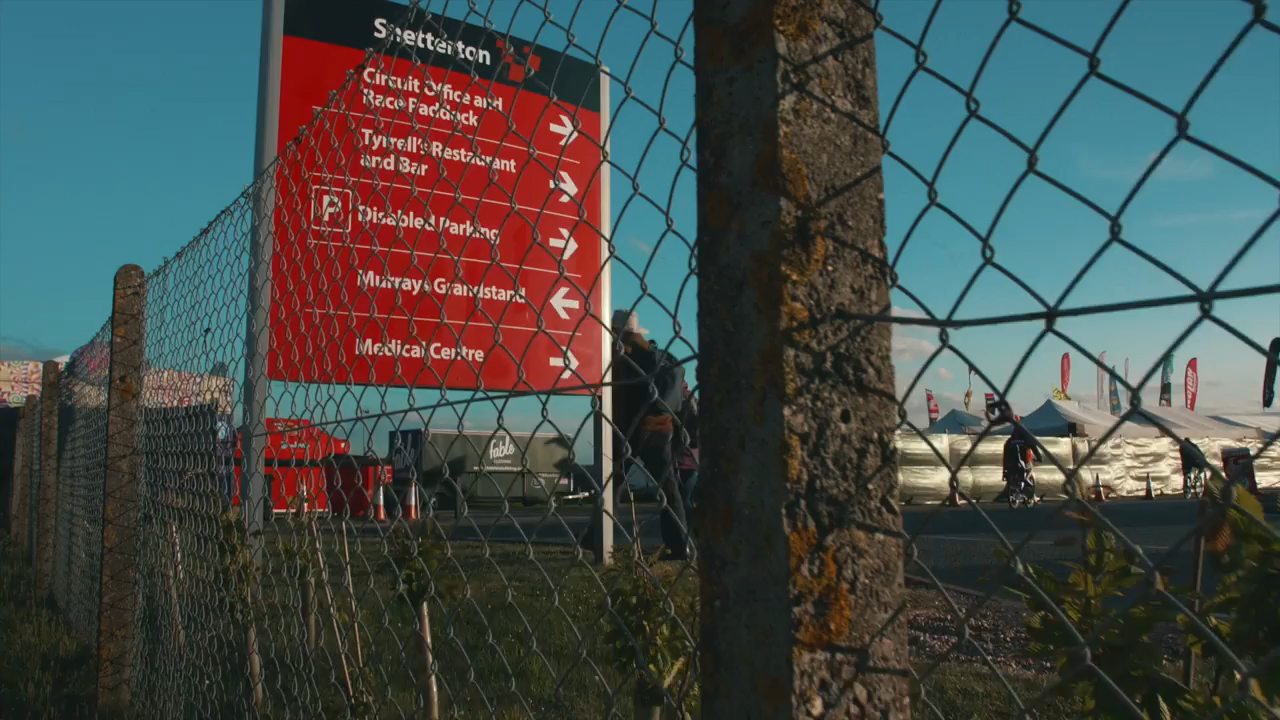 Snetterton
Circuit Office and
Race Paddock
Tyrrell's Restaurant
and Bar
P Disabled Parking
Murrays Grandstand
Medical Centre
fable